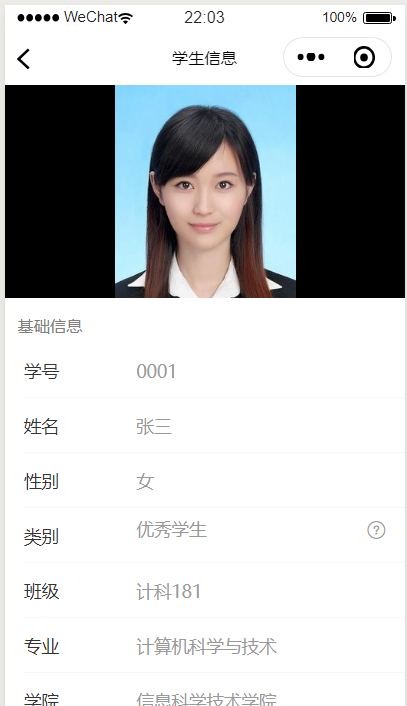 WeChat 22:03 100%
学生信息
基础信息
学号 0001
姓名 张三
性别 女
类别 优秀学生
班级 计科181
专业 计算机科学与技术
学院 信息科学技术学院